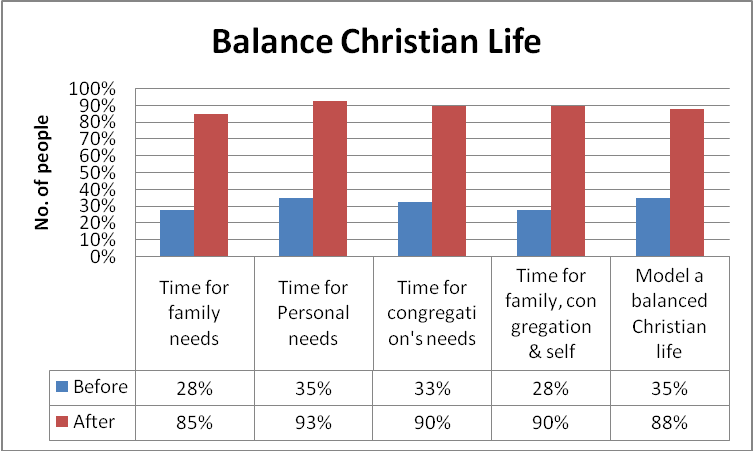 Balance Christian Life
No. of people
100%
90%
80%
70%
60%
50%
40%
30%
20%
10%
0%
Time for
family
needs
Time for
Personal
needs
Time for
congregati
on's needs
Time for
family, con
gregation
& self
Model a
balanced
Christian
life
Before 28% 35% 33% 28% 35%
After 85% 93% 90% 90% 88%